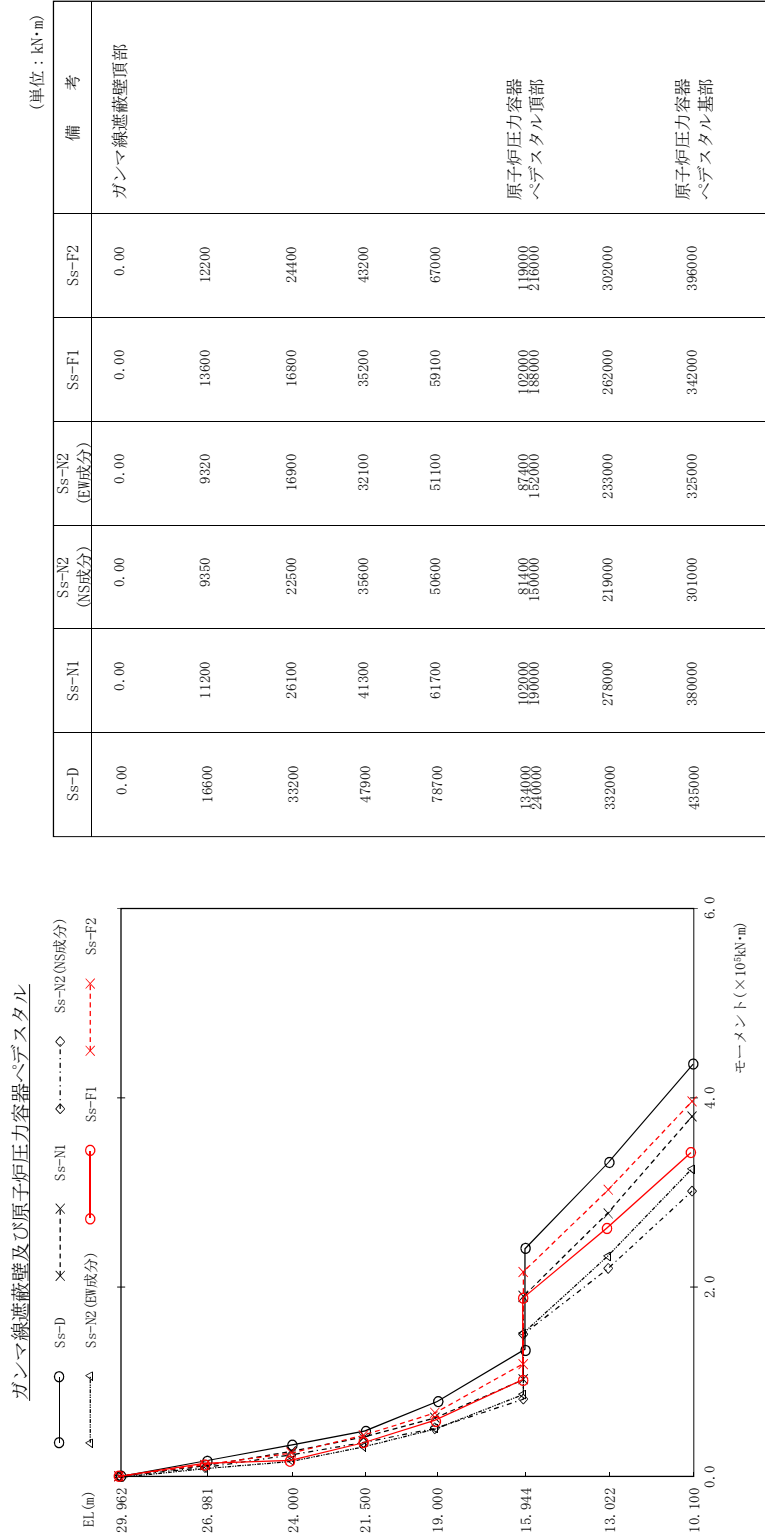 ガンマ線遮蔽壁及び原子炉圧力容器ペデスタル
Ss-D Ss-N1 Ss-N2(NS成分)
Ss-N2(EW成分) Ss-F1 Ss-F2
EL(m)
29.962
26.981
24.000
21.500
19.000
15.944
13.022
10.100
0.0 2.0 4.0 6.0
モーメント(×10⁵kN・m)
(単位：kN・m)
Ss-D Ss-N1 Ss-N2 (NS成分) Ss-N2 (EW成分) Ss-F1 Ss-F2 備 考
0.00 0.00 0.00 0.00 0.00 0.00 ガンマ線遮蔽壁頂部
16600 11200 9350 9320 13600 12200
33200 26100 22500 16900 16800 24400
47900 41300 35600 32100 35200 43200
78700 61700 50600 51100 59100 67000
134000 102000 81400 87400 102000 119000 原子炉圧力容器
240000 190000 150000 152000 188000 216000 ペデスタル頂部
332000 278000 219000 233000 262000 302000
435000 380000 301000 325000 342000 396000 原子炉圧力容器
ペデスタル基部